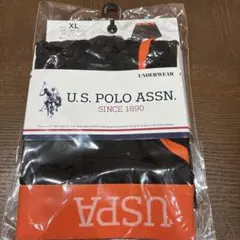 XL
UNDERWEAR
U.S. POLO ASSN.
SINCE 1890
USPA